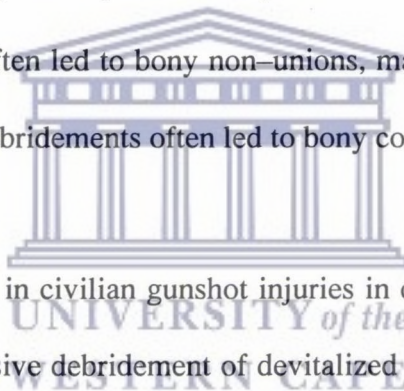 ften led to bony non–unions, ma
bridements often led to bony co
in civilian gunshot injuries in
UNIVERSITY of the
sive debridement of devitalized
WESTERN CAPE